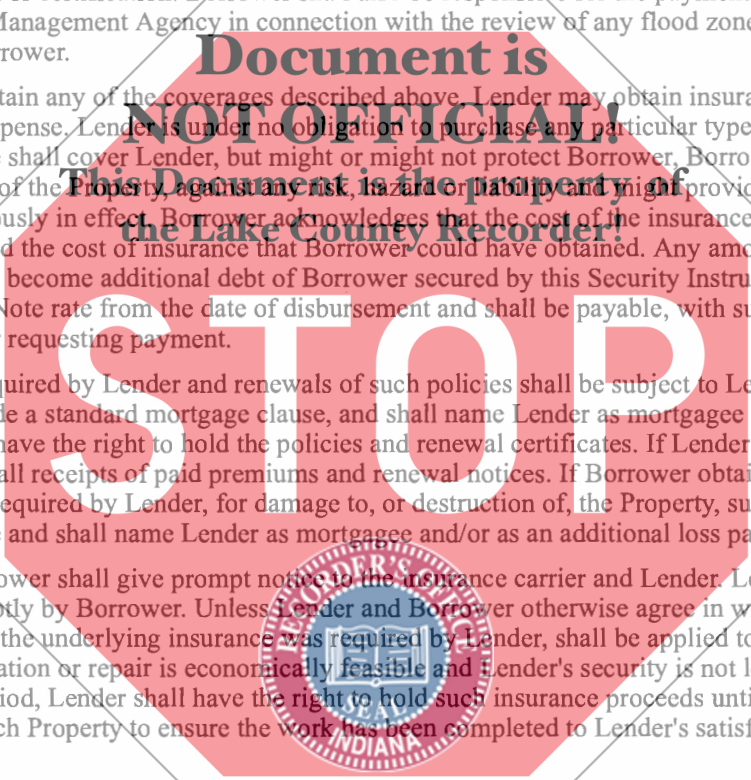 Management Agency in connection with the review of any flood zone
rower.
Document is
tain any of the coverages described above, Lender may obtain insura
NOT OFFICIAL!
pense. Lender is under no obligation to purchase any particular type
shall cover Lender, but might or might not protect Borrower, Borro
This Document is the property of
of the Property, against any risk, hazard or liability and might provid
usly in effect. Borrower acknowledges that the cost of the insurance
the Lake County Recorder!
d the cost of insurance that Borrower could have obtained. Any amo
become additional debt of Borrower secured by this Security Instru
Note rate from the date of disbursement and shall be payable, with su
requesting payment.
STOP
quired by Lender and renewals of such policies shall be subject to Le
de a standard mortgage clause, and shall name Lender as mortgagee
have the right to hold the policies and renewal certificates. If Lender
all receipts of paid premiums and renewal notices. If Borrower obtai
equired by Lender, for damage to, or destruction of, the Property, su
and shall name Lender as mortgagee and/or as an additional loss pa
ower shall give prompt notice to the insurance carrier and Lender. Le
ptly by Borrower. Unless Lender and Borrower otherwise agree in w
the underlying insurance was required by Lender, shall be applied to
ation or repair is economically feasible and Lender's security is not l
iod, Lender shall have the right to hold such insurance proceeds unti
ch Property to ensure the work has been completed to Lender's satisf
RECORDER'S OFFICE
SEAL
INDIANA